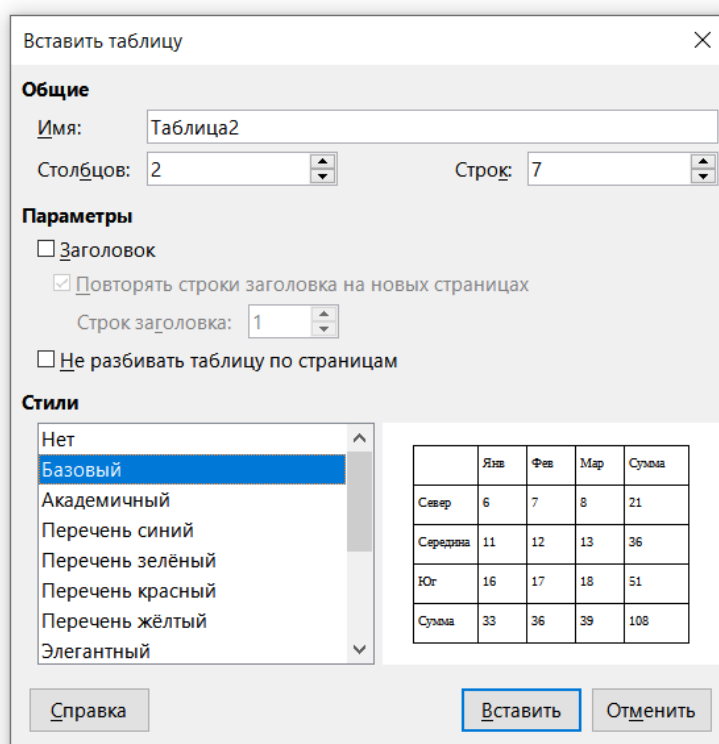 Вставить таблицу
Общие
Имя: Таблица2
Столбцов: 2 Строк: 7
Параметры
Заголовок
Повторять строки заголовка на новых страницах
Строк заголовка: 1
Не разбивать таблицу по страницам
Стили
Нет
Базовый
Академичный
Перечень синий
Перечень зелёный
Перечень красный
Перечень жёлтый
Элегантный
Янв Фев Мар Сумма
Север 6 7 8 21
Середина 11 12 13 36
Юг 16 17 18 51
Сумма 33 36 39 108
Справка Вставить Отменить